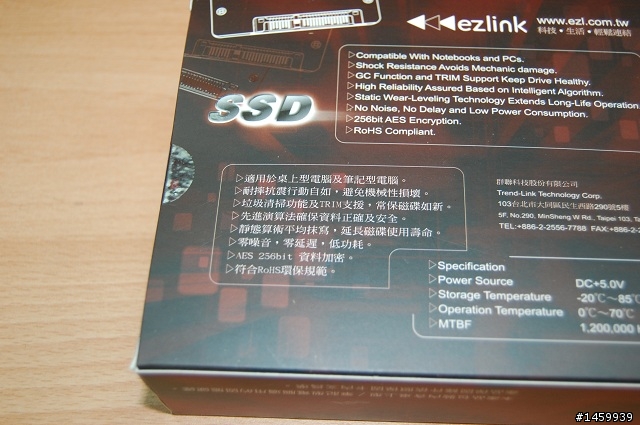 ezlink www.ezl.com.tw
科技・生活・輕鬆連結
▷Compatible With Notebooks and PCs.
▷Shock Resistance Avoids Mechanic damage.
▷GC Function and TRIM Support Keep Drive Healthy.
▷High Reliability Assured Based on Intelligent Algorithm.
▷Static Wear-Leveling Technology Extends Long-Life Operation
▷No Noise, No Delay and Low Power Consumption.
▷256bit AES Encryption.
▷RoHS Compliant.
SSD
▷適用於桌上型電腦及筆記型電腦。
▷耐摔抗震行動自如，避免機械性損壞。
▷垃圾清掃功能及TRIM支援，常保磁碟如新。
▷先進演算法確保資料正確及安全。
▷靜態算術平均抹寫，延長磁碟使用壽命。
▷零噪音，零延遲，低功耗。
▷AES 256bit 資料加密。
▷符合RoHS環保規範。
群聯科技股份有限公司
Trend-Link Technology Corp.
103台北市大同區民生西路290號5樓
5F, No.290, MinSheng W Rd., Taipei 103, Ta
TEL:+886-2-2556-7788 FAX:+886-2-2
▷Specification
▷Power Source DC+5.0V
▷Storage Temperature -20℃~85℃
▷Operation Temperature 0℃~70℃
▷MTBF 1,200,000
#1459939